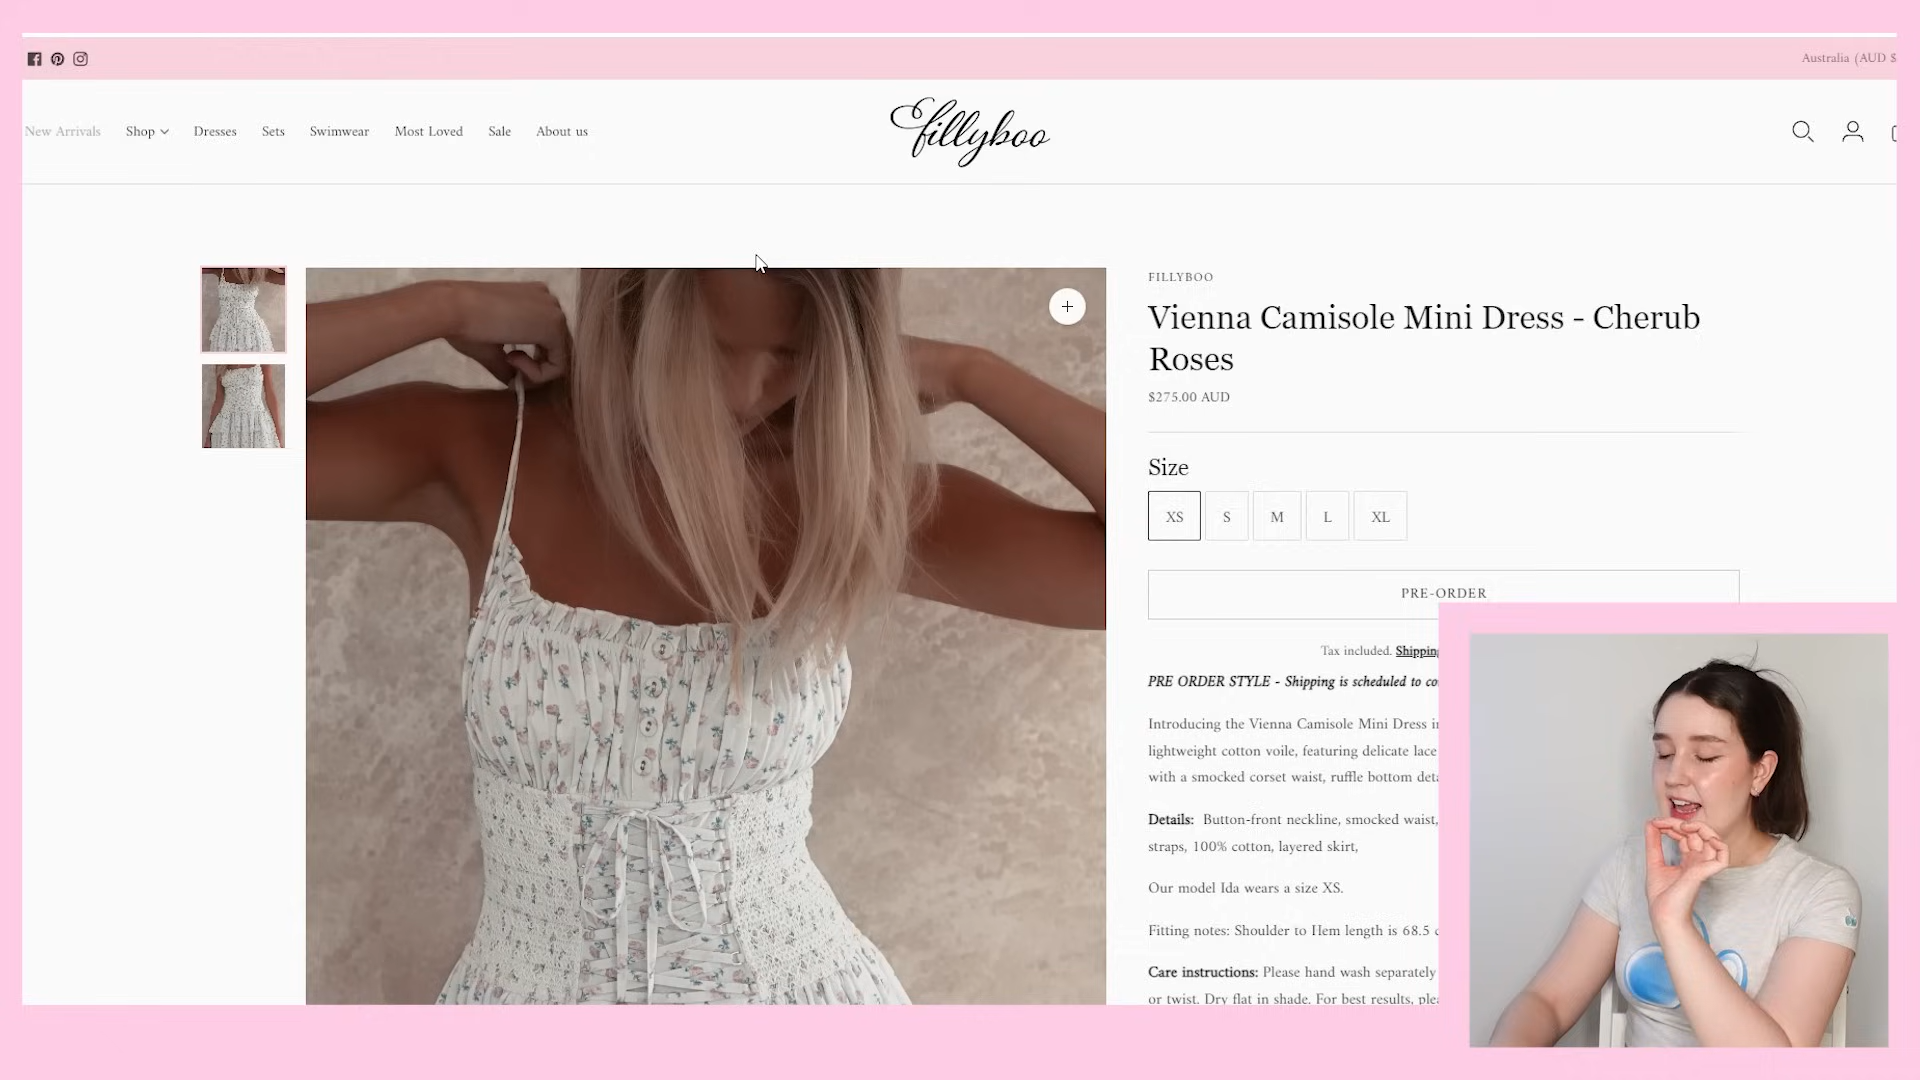 Australia (AUD $
New Arrivals Shop Dresses Sets Swimwear Most Loved Sale About us
fillyboo
FILLYBOO
Vienna Camisole Mini Dress - Cherub
Roses
$275.00 AUD
Size
XS S M L XL
PRE-ORDER
Tax included. Shipping
PRE ORDER STYLE - Shipping is scheduled to
Introducing the Vienna Camisole Mini Dress
lightweight cotton voile, featuring delicate lace
with a smocked corset waist, ruffle bottom
Details: Button-front neckline, smocked waist,
straps, 100% cotton, layered skirt,
Our model Ida wears a size XS.
Fitting notes: Shoulder to Hem length is 68.5
Care instructions: Please hand wash separately
or twist. Dry flat in shade. For best results,